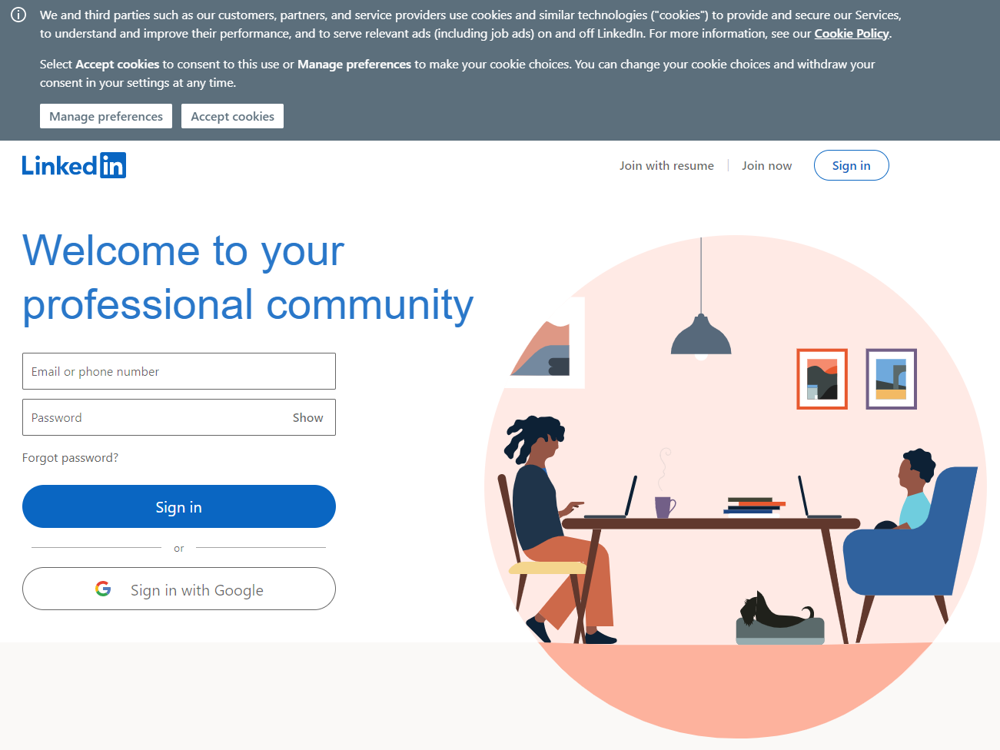 We and third parties such as our customers, partners, and service providers use cookies and similar technologies ("cookies") to provide and secure our Services,
to understand and improve their performance, and to serve relevant ads (including job ads) on and off LinkedIn. For more information, see our Cookie Policy.
Select Accept cookies to consent to this use or Manage preferences to make your cookie choices. You can change your cookie choices and withdraw your
consent in your settings at any time.
Manage preferences Accept cookies
Linked in Join with resume Join now Sign in
Welcome to your
professional community
Email or phone number
Password Show
Forgot password?
Sign in
or
Sign in with Google